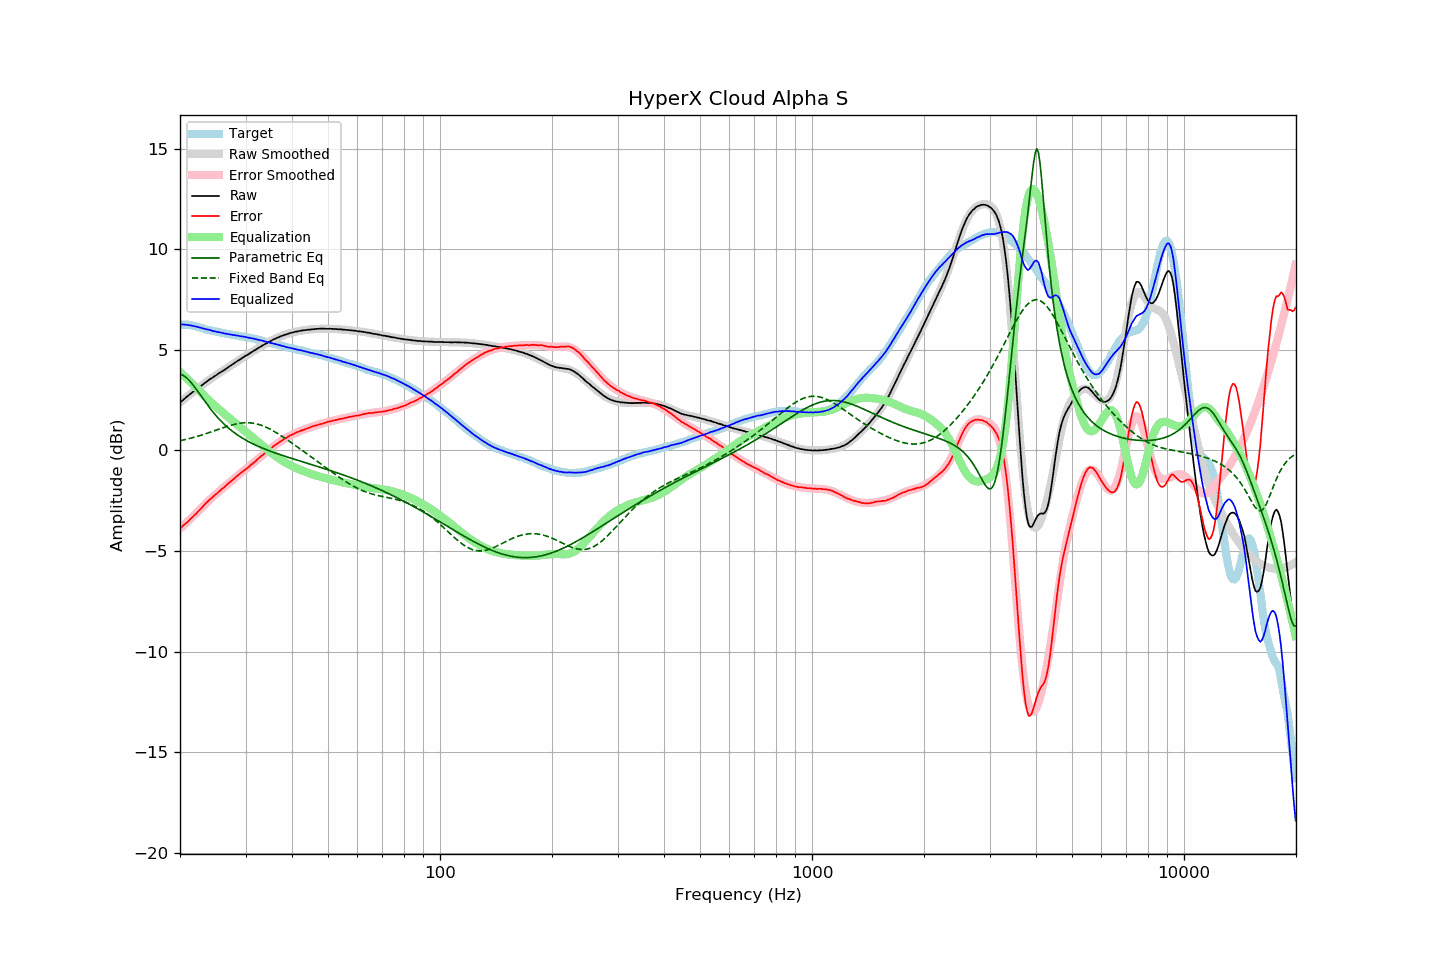 HyperX Cloud Alpha S
Target
Raw Smoothed
Error Smoothed
Raw
Error
Equalization
Parametric Eq
Fixed Band Eq
Equalized
15
10
5
0
−5
−10
−15
−20
Amplitude (dBr)
100
1000
10000
Frequency (Hz)